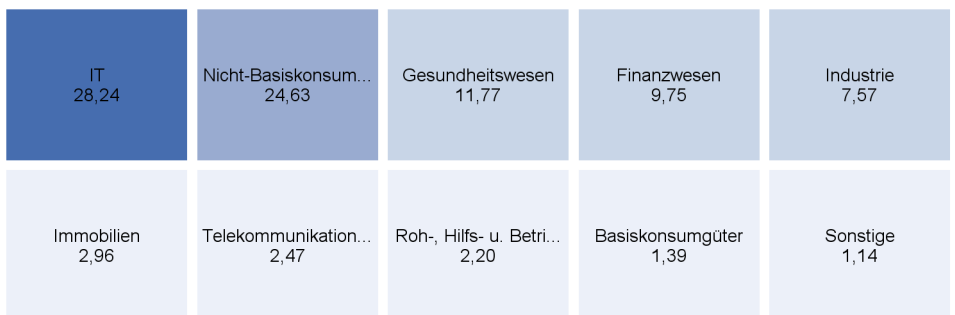 IT
28,24
Nicht-Basiskonsum...
24,63
Gesundheitswesen
11,77
Finanzwesen
9,75
Industrie
7,57
Immobilien
2,96
Telekommunikation...
2,47
Roh-, Hilfs- u. Betri...
2,20
Basiskonsumgüter
1,39
Sonstige
1,14